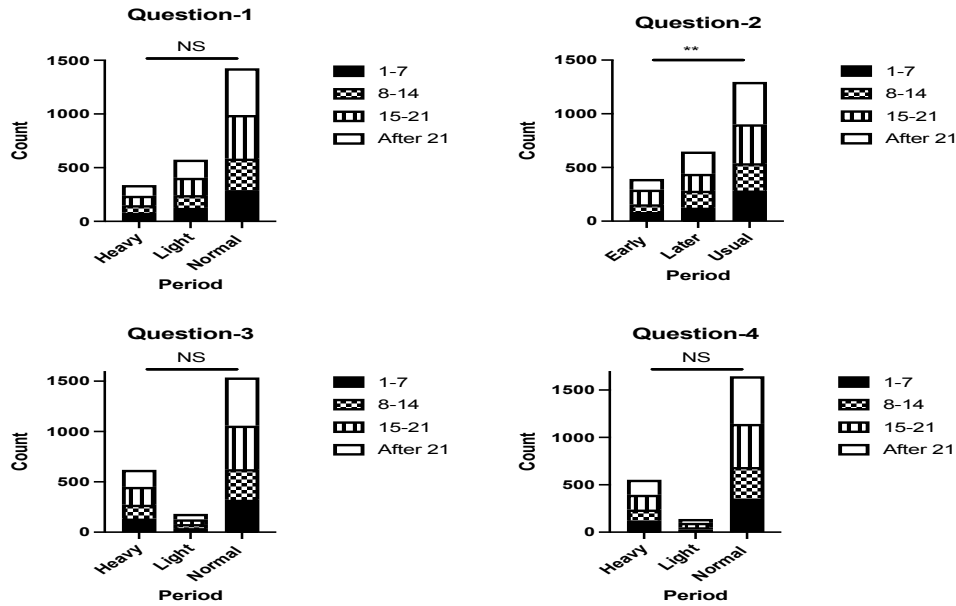 Question-1
NS
1500
1000
500
0
Count
Heavy
Light
Normal
Period
1-7
8-14
15-21
After 21
Question-2
**
1500
1000
500
0
Count
Early
Later
Usual
Period
1-7
8-14
15-21
After 21
Question-3
NS
1500
1000
500
0
Count
Heavy
Light
Normal
Period
1-7
8-14
15-21
After 21
Question-4
NS
1500
1000
500
0
Count
Heavy
Light
Normal
Period
1-7
8-14
15-21
After 21